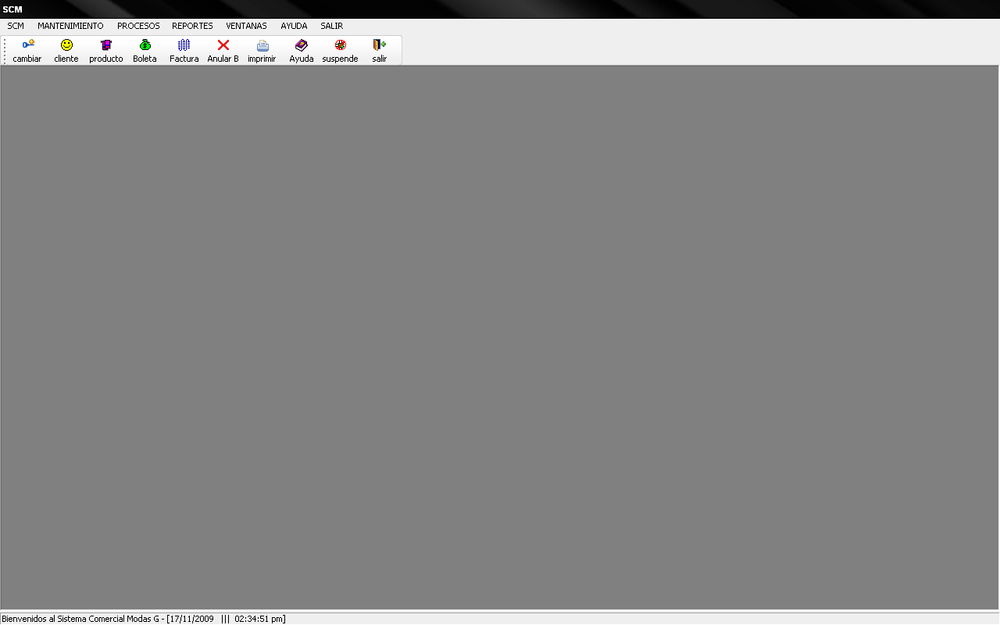 SCM
SCM MANTENIMIENTO PROCESOS REPORTES VENTANAS AYUDA SALIR
cambiar cliente producto Boleta Factura Anular B imprimir Ayuda suspende salir
Bienvenidos al Sistema Comercial Modas G - [17/11/2009 ||| 02:34:51 pm]